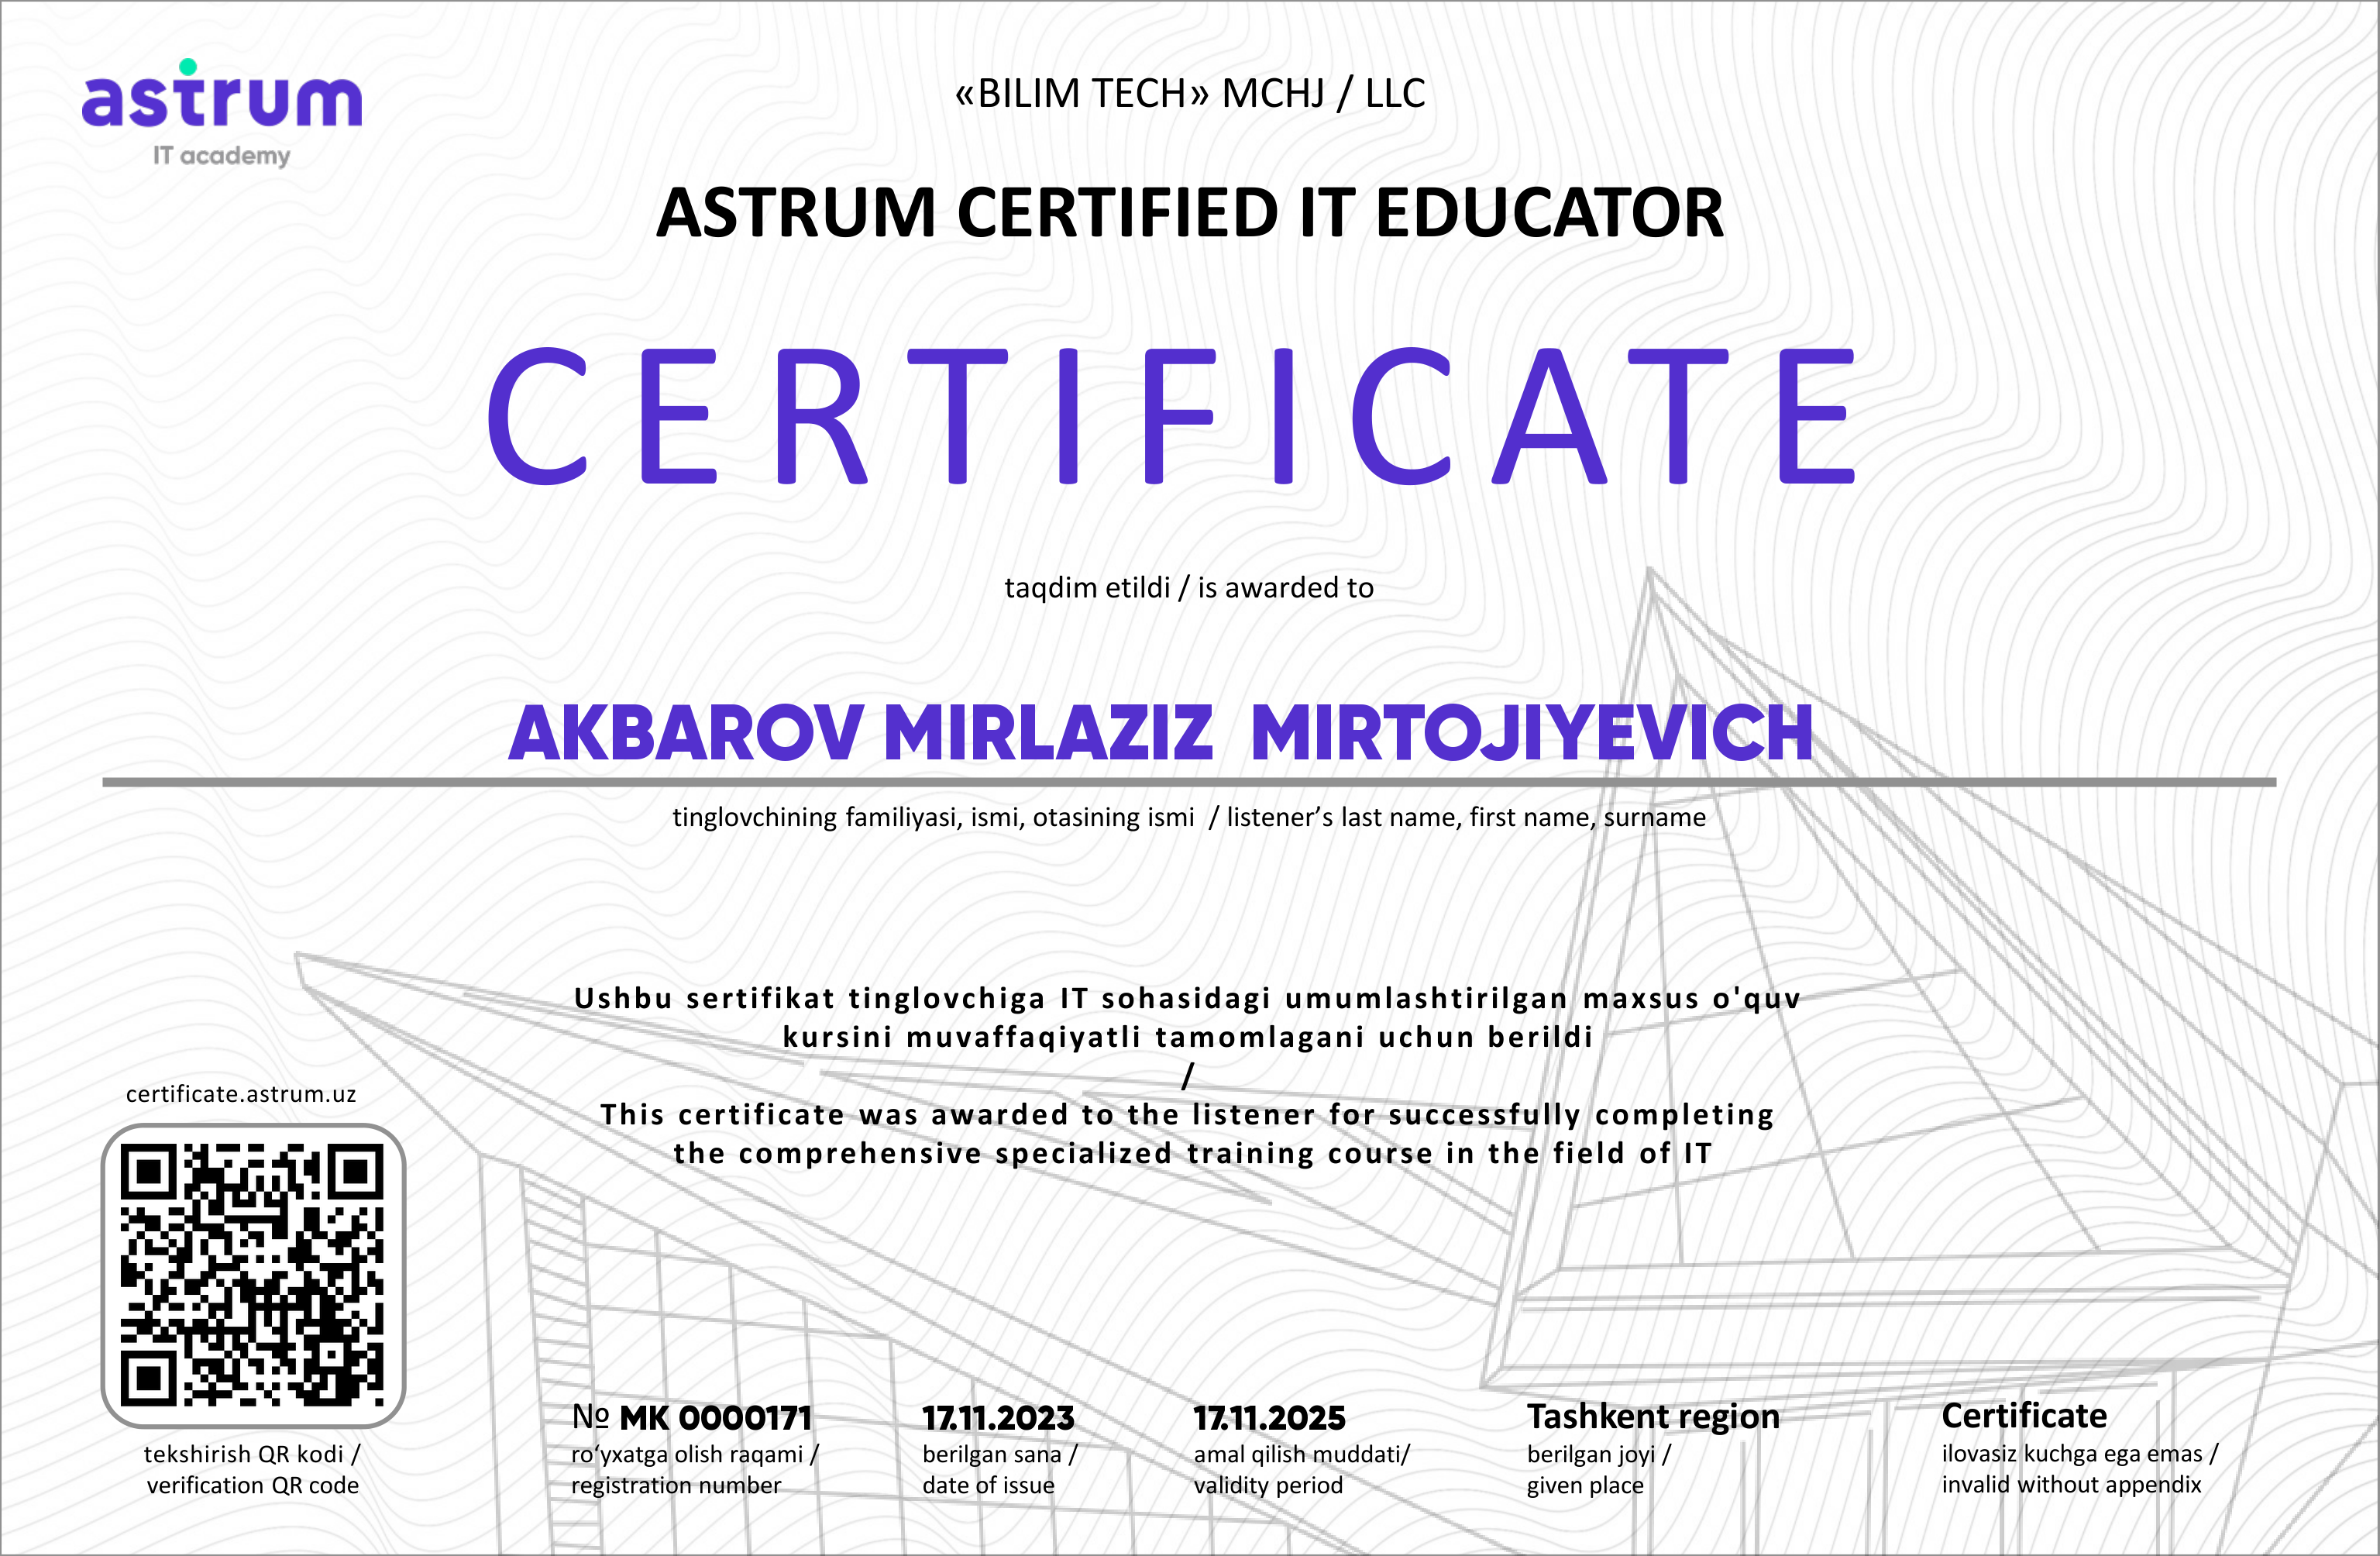 astrum
IT academy
«BILIM TECH» MCHJ / LLC
ASTRUM CERTIFIED IT EDUCATOR
CERTIFICATE
taqdim etildi / is awarded to
AKBAROV MIRLAZIZ MIRTOJIYEVICH
tinglovchining familiyasi, ismi, otasining ismi / listener’s last name, first name, surname
Ushbu sertifikat tinglovchiga IT sohasidagi umumlashtirilgan maxsus o'quv
kursini muvaffaqiyatli tamomlagani uchun berildi
/
This certificate was awarded to the listener for successfully completing
the comprehensive specialized training course in the field of IT
certificate.astrum.uz
tekshirish QR kodi /
verification QR code
№ MK 0000171
ro‘yxatga olish raqami /
registration number
17.11.2023
berilgan sana /
date of issue
17.11.2025
amal qilish muddati/
validity period
Tashkent region
berilgan joyi /
given place
Certificate
ilovasiz kuchga ega emas /
invalid without appendix